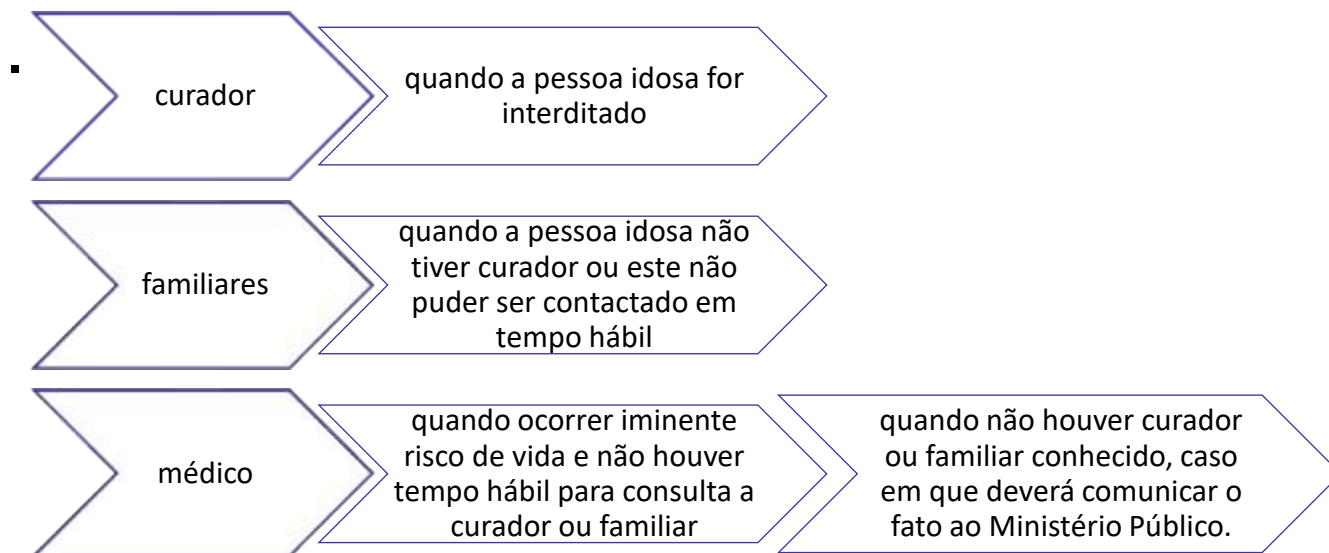 curador
quando a pessoa idosa for
interditado
familiares
quando a pessoa idosa não
tiver curador ou este não
puder ser contactado em
tempo hábil
médico
quando ocorrer iminente
risco de vida e não houver
tempo hábil para consulta a
curador ou familiar
quando não houver curador
ou familiar conhecido, caso
em que deverá comunicar o
fato ao Ministério Público.